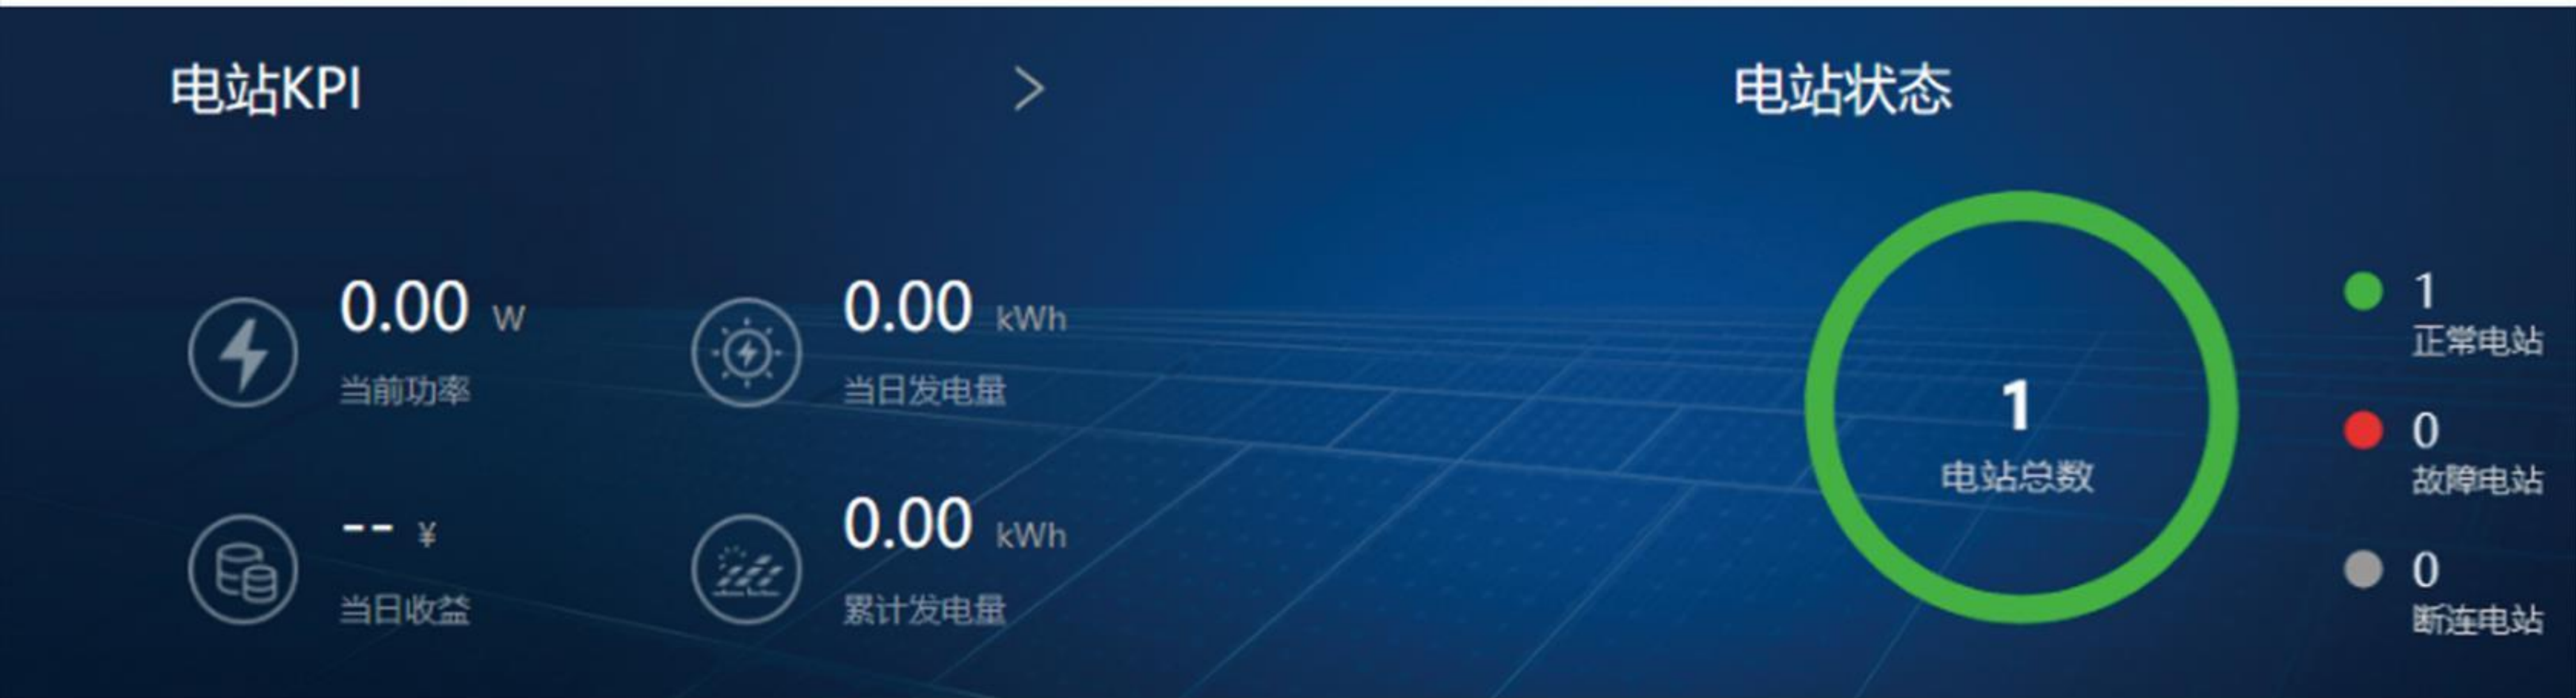 电站KPI
>
0.00 W
当前功率
0.00 kWh
当日发电量
-- ¥
当日收益
0.00 kWh
累计发电量
电站状态
1
电站总数
1
正常电站
0
故障电站
0
断连电站